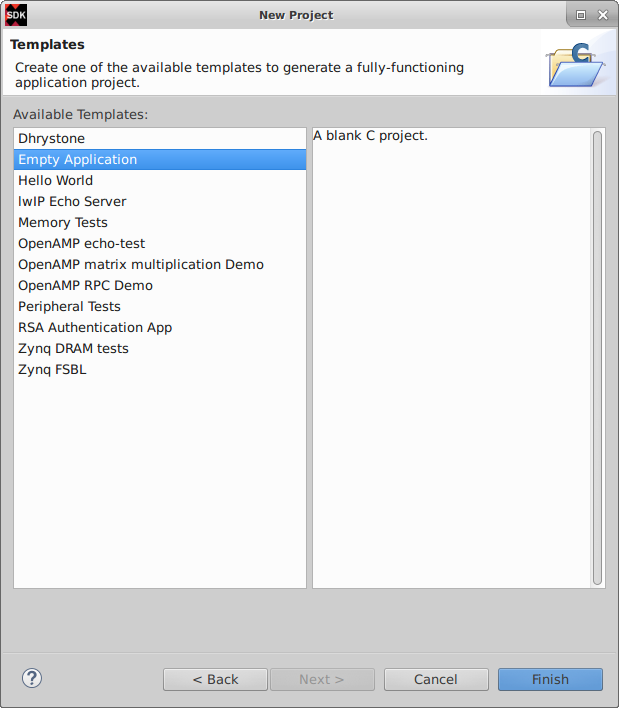 SDK
New Project
Templates
Create one of the available templates to generate a fully-functioning
application project.
C
Available Templates:
Dhrystone
Empty Application
Hello World
lwIP Echo Server
Memory Tests
OpenAMP echo-test
OpenAMP matrix multiplication Demo
OpenAMP RPC Demo
Peripheral Tests
RSA Authentication App
Zynq DRAM tests
Zynq FSBL
A blank C project.
?
< Back
Next >
Cancel
Finish